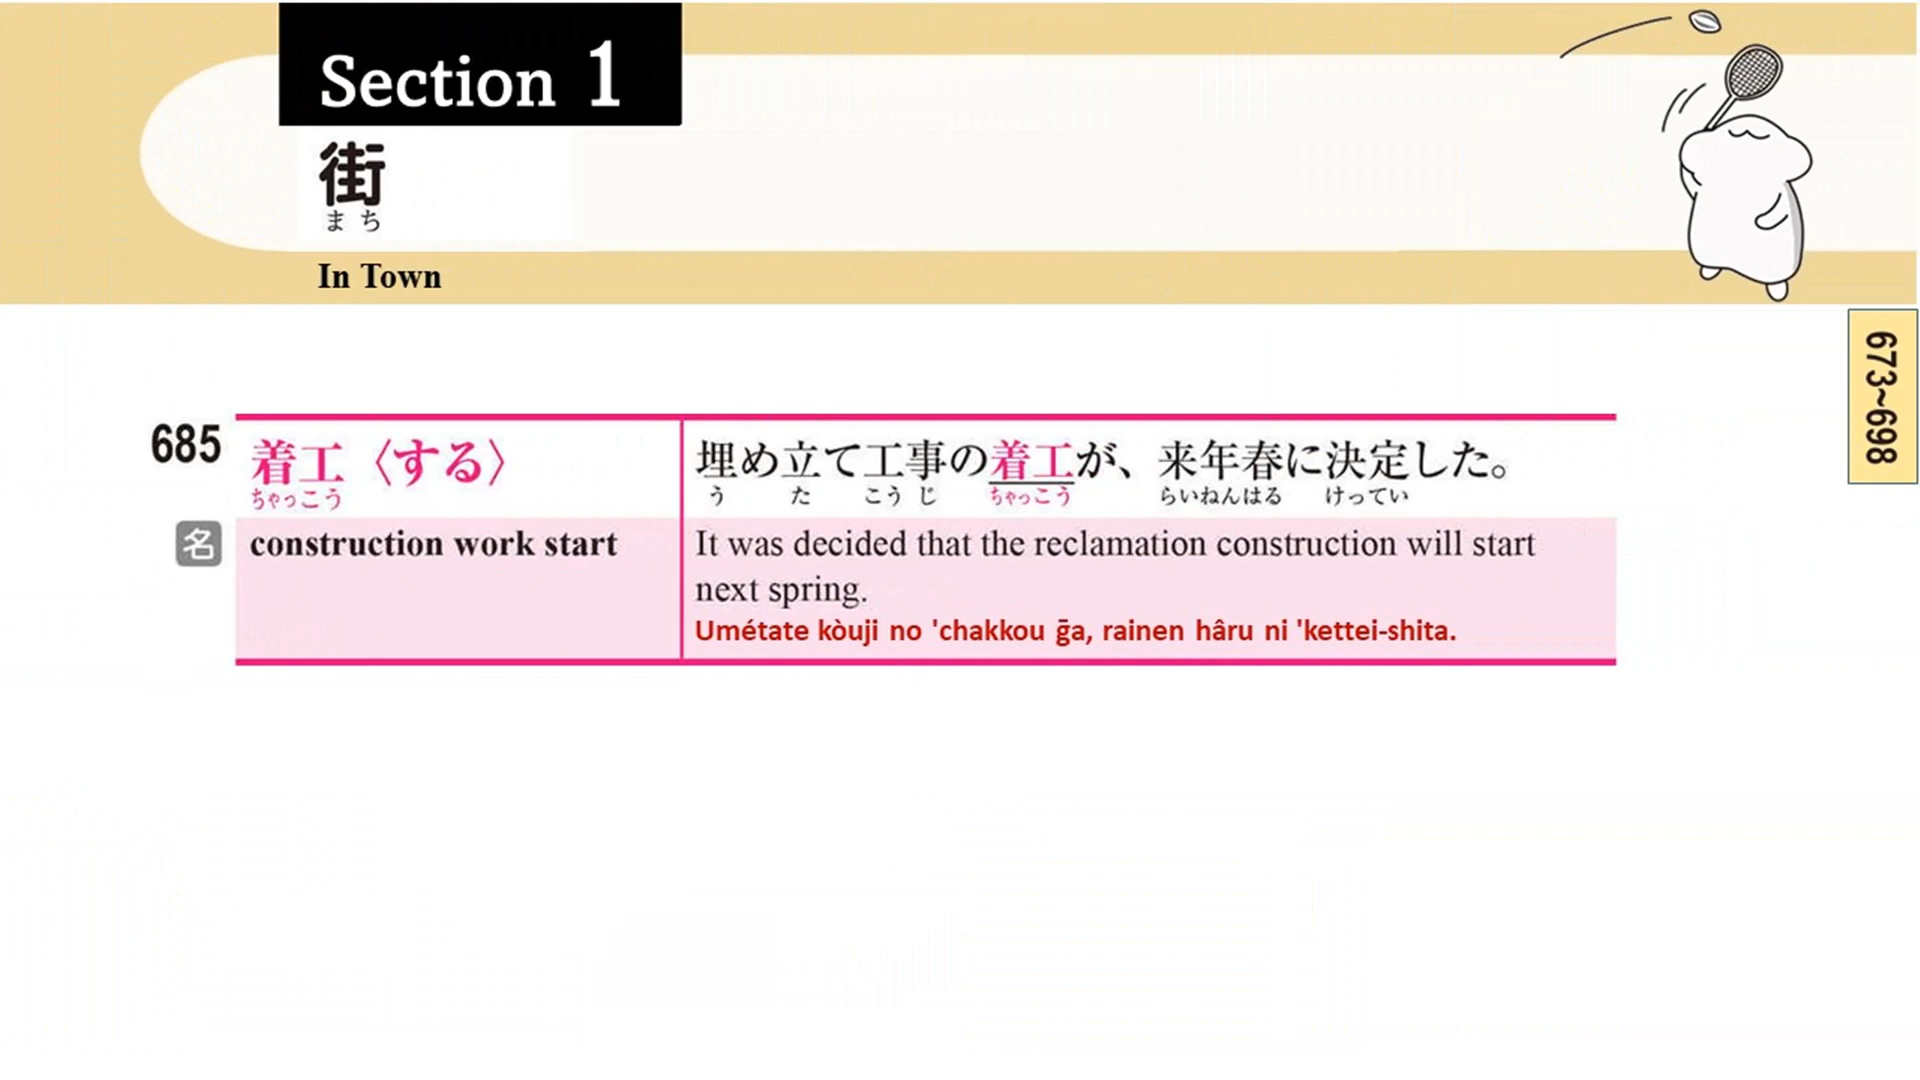 Section 1
街
まち
In Town
673~698
685
着工〈する〉
ちゃっこう
名
construction work start
埋め立て工事の着工が、来年春に決定した。
う た こうじ ちゃっこう らいねんはる けってい
It was decided that the reclamation construction will start
next spring.
Umétate kòuji no 'chakkou ḡa, rainen hâru ni 'kettei-shita.